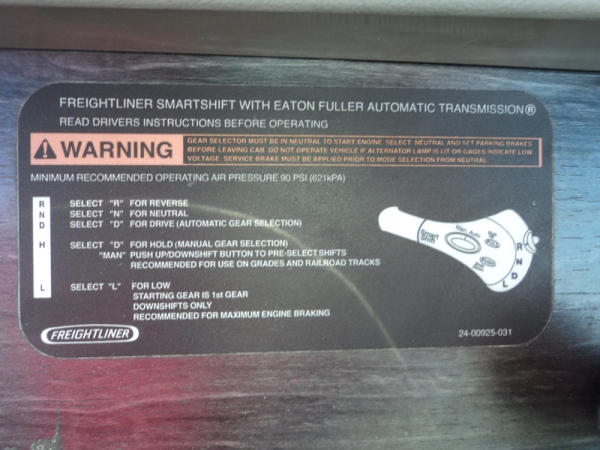 FREIGHTLINER SMARTSHIFT WITH EATON FULLER AUTOMATIC TRANSMISSION®
READ DRIVERS INSTRUCTIONS BEFORE OPERATING
WARNING
GEAR SELECTOR MUST BE IN NEUTRAL TO START ENGINE. SELECT NEUTRAL AND SET PARKING BRAKES
BEFORE LEAVING CAB. DO NOT OPERATE VEHICLE IF ALTERNATOR LAMP IS LIT OR GAGES INDICATE LOW
VOLTAGE. SERVICE BRAKE MUST BE APPLIED PRIOR TO MODE SELECTION FROM NEUTRAL.
MINIMUM RECOMMENDED OPERATING AIR PRESSURE 90 PSI (621kPA)
R SELECT "R" FOR REVERSE
N SELECT "N" FOR NEUTRAL
D SELECT "D" FOR DRIVE (AUTOMATIC GEAR SELECTION)
H SELECT "D" FOR HOLD (MANUAL GEAR SELECTION)
"MAN" PUSH UP/DOWNSHIFT BUTTON TO PRE-SELECT SHIFTS
RECOMMENDED FOR USE ON GRADES AND RAILROAD TRACKS
L SELECT "L" FOR LOW
STARTING GEAR IS 1st GEAR
DOWNSHIFTS ONLY
RECOMMENDED FOR MAXIMUM ENGINE BRAKING
Smart
Shift
Man. Auto
R
N
D
L
FREIGHTLINER
24-00925-031